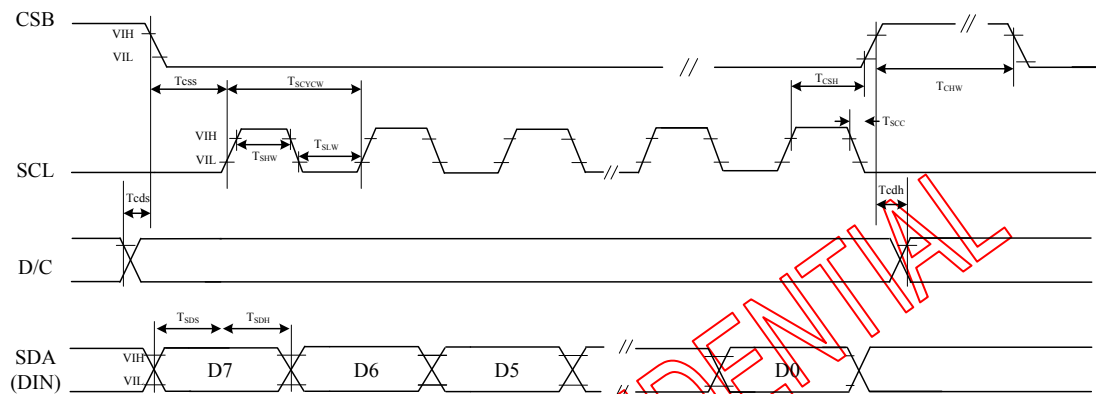 CSB
VIH
VIL
Tcss
TSCYCW
TCSH
TCHW
VIH
VIL
TSHW
TSLW
TSCC
SCL
Tcds
Tcdh
D/C
TSDS
TSDH
SDA
(DIN)
VIH
VIL
D7
D6
D5
D0
DENTIAL